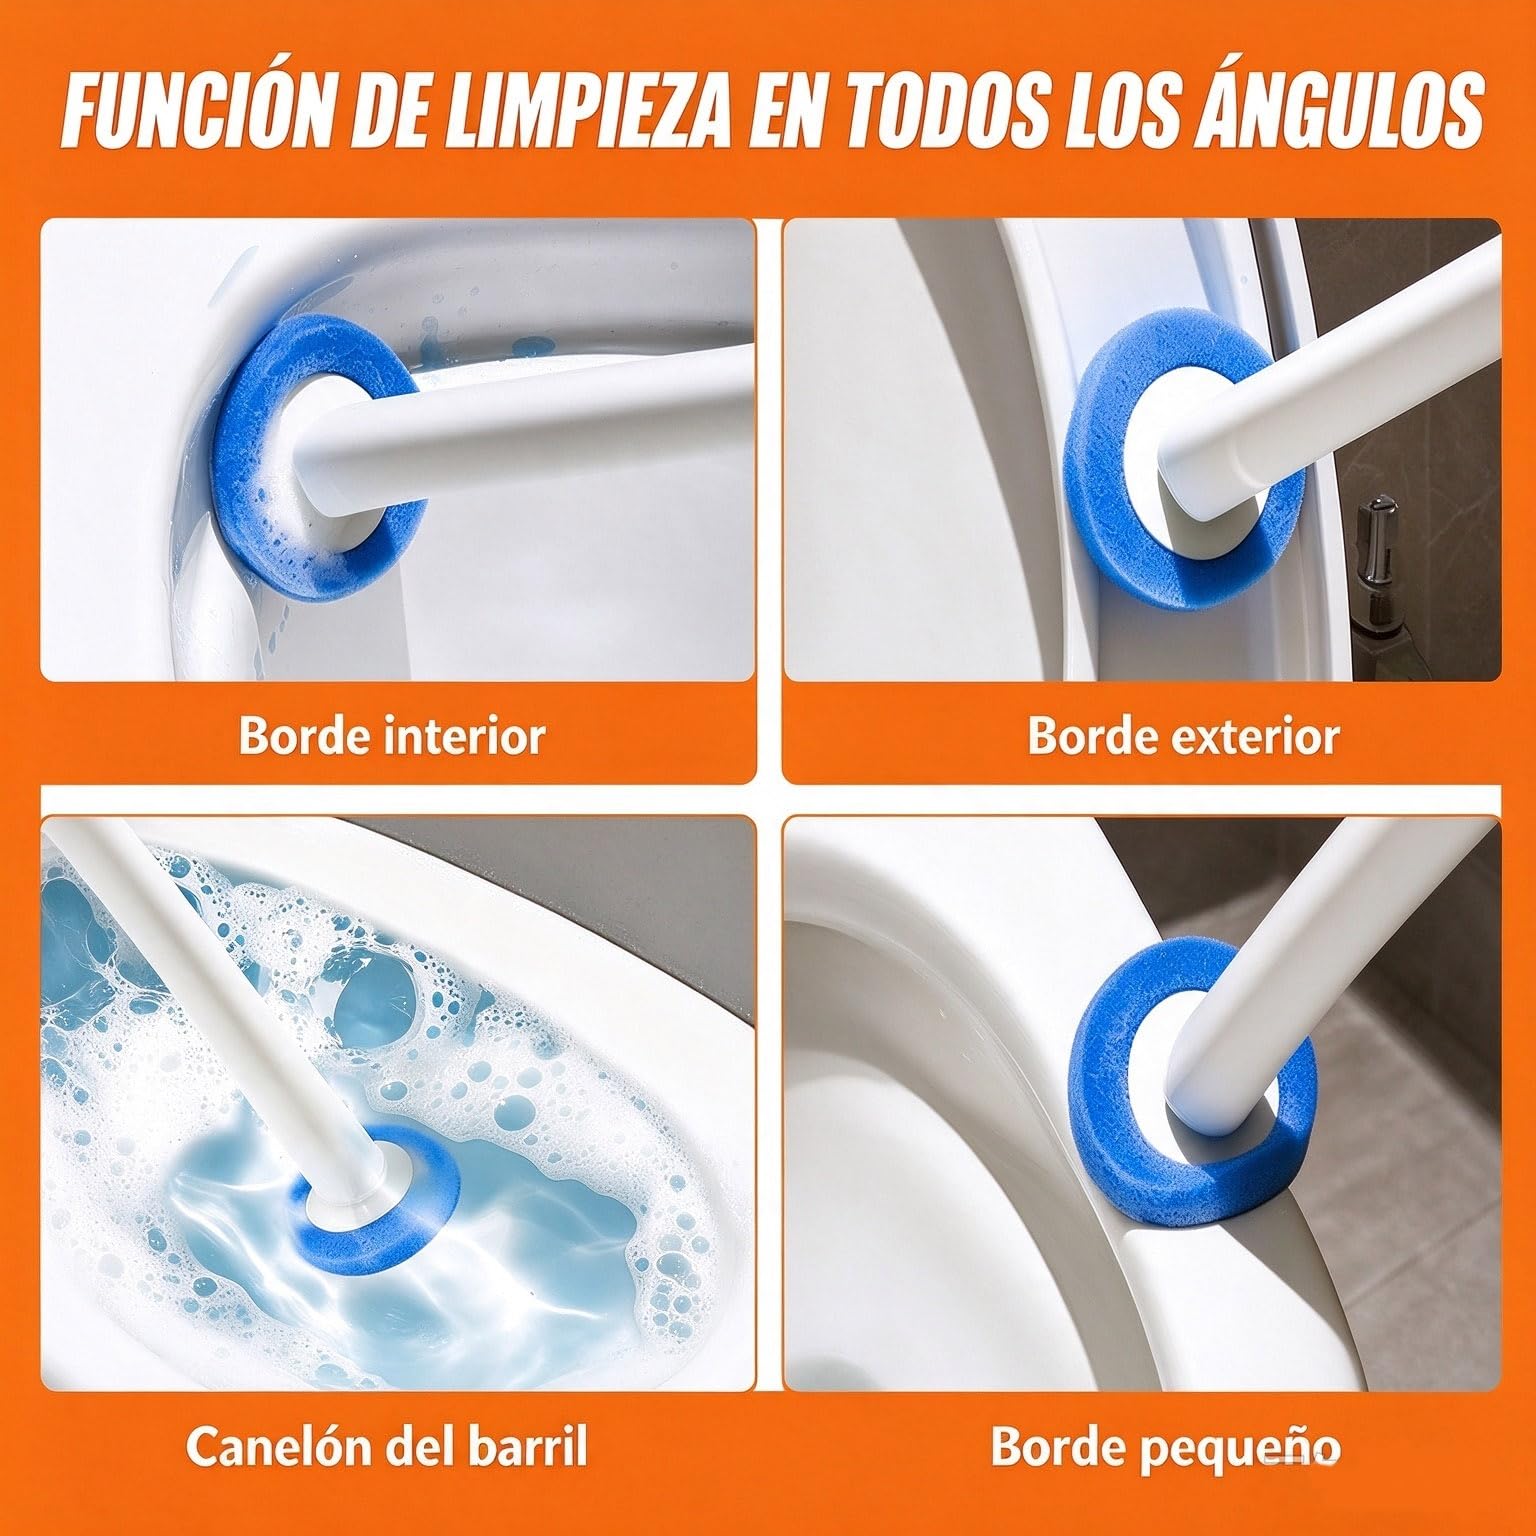 FUNCIÓN DE LIMPIEZA EN TODOS LOS ÁNGULOS
Borde interior
Borde exterior
Canelón del barril
Borde pequeño